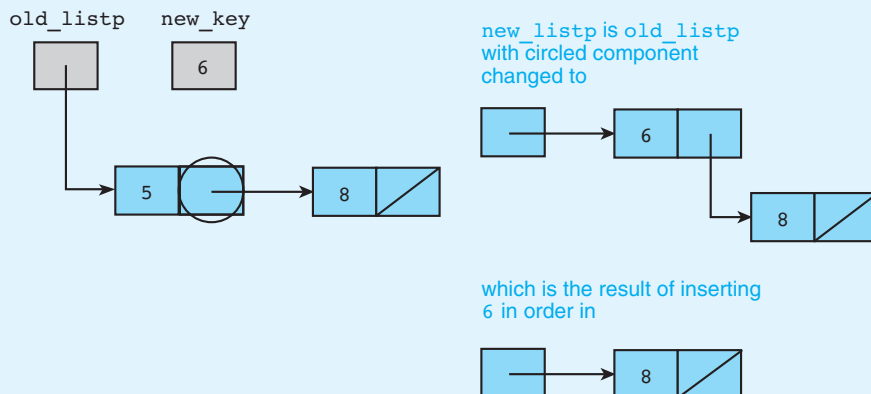 old_listp new_key
6
5
8
new_listp is old_listp
with circled component
changed to
6
8
which is the result of inserting
6 in order in
8